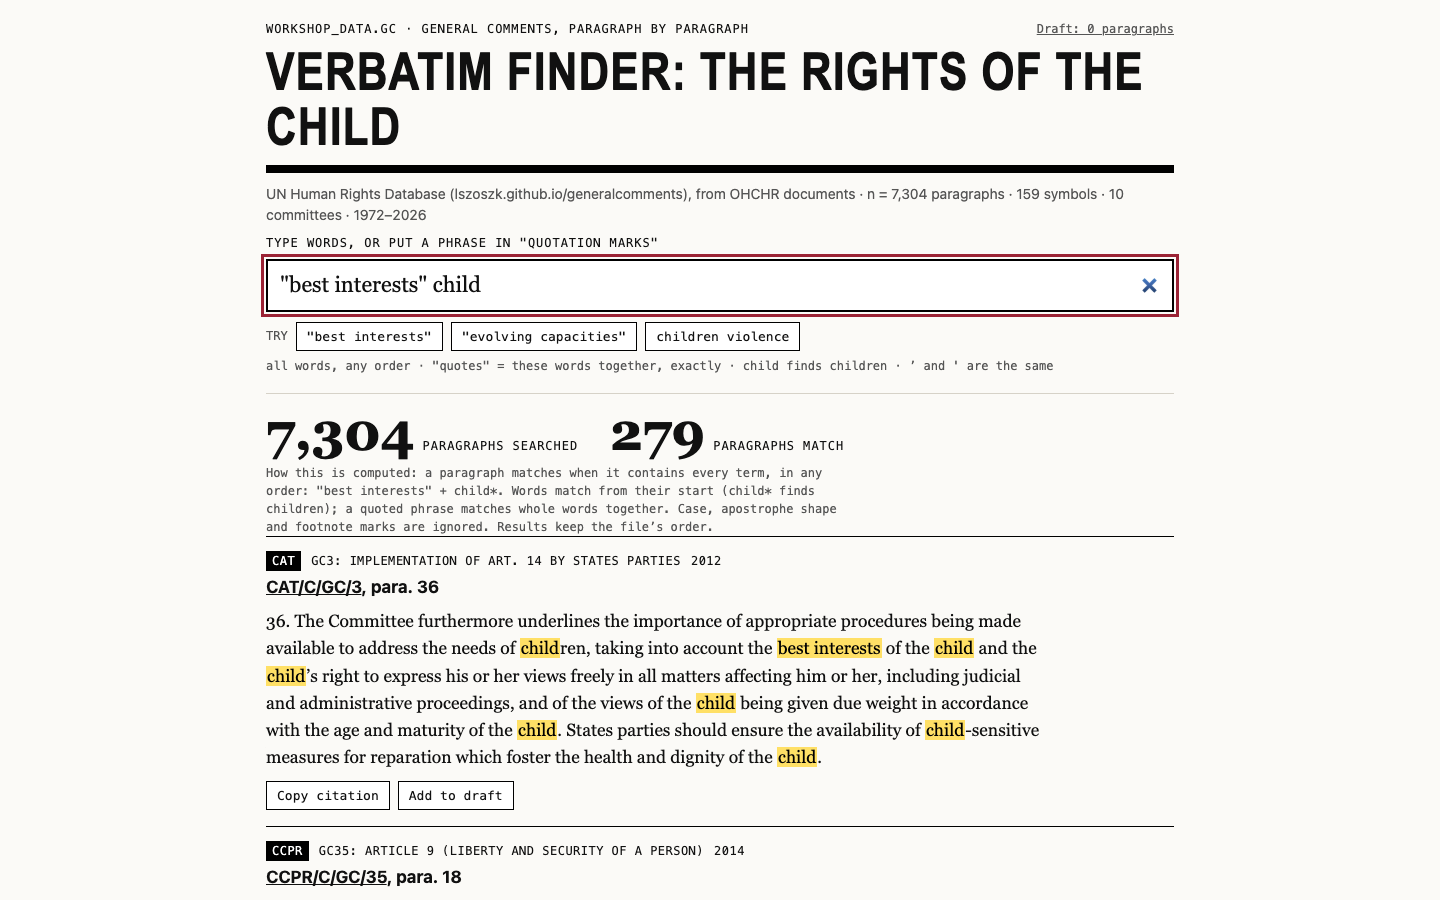 WORKSHOP_DATA.GC · GENERAL COMMENTS, PARAGRAPH BY PARAGRAPH
Draft: 0 paragraphs
VERBATIM FINDER: THE RIGHTS OF THE
CHILD
UN Human Rights Database (lszoszk.github.io/generalcomments), from OHCHR documents · n = 7,304 paragraphs · 159 symbols · 10
committees · 1972–2026
TYPE WORDS, OR PUT A PHRASE IN "QUOTATION MARKS"
"best interests" child
TRY "best interests" "evolving capacities" children violence
all words, any order · "quotes" = these words together, exactly · child finds children · ’ and ' are the same
7,304 PARAGRAPHS SEARCHED 279 PARAGRAPHS MATCH
How this is computed: a paragraph matches when it contains every term, in any
order: "best interests" + child*. Words match from their start (child* finds
children); a quoted phrase matches whole words together. Case, apostrophe shape
and footnote marks are ignored. Results keep the file’s order.
CAT GC3: IMPLEMENTATION OF ART. 14 BY STATES PARTIES 2012
CAT/C/GC/3, para. 36
36. The Committee furthermore underlines the importance of appropriate procedures being made
available to address the needs of children, taking into account the best interests of the child and the
child’s right to express his or her views freely in all matters affecting him or her, including judicial
and administrative proceedings, and of the views of the child being given due weight in accordance
with the age and maturity of the child. States parties should ensure the availability of child-sensitive
measures for reparation which foster the health and dignity of the child.
Copy citation Add to draft
CCPR GC35: ARTICLE 9 (LIBERTY AND SECURITY OF A PERSON) 2014
CCPR/C/GC/35, para. 18